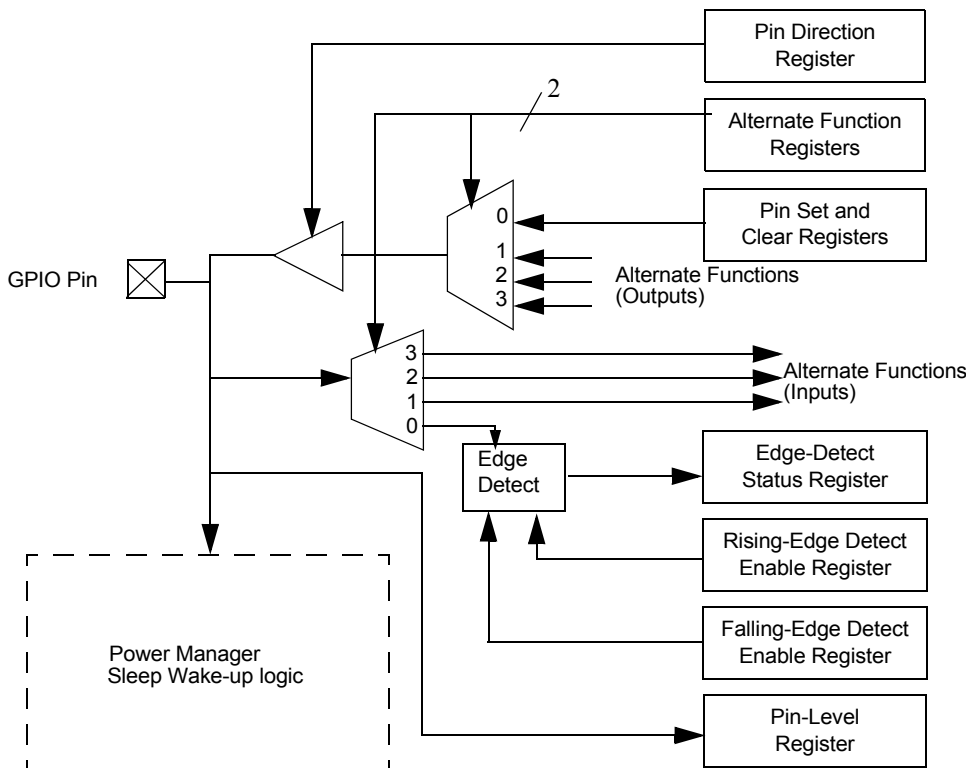 Pin Direction
Register
2
Alternate Function
Registers
Pin Set and
Clear Registers
0
1
2
3
Alternate Functions
(Outputs)
GPIO Pin
3
2
1
0
Alternate Functions
(Inputs)
Edge
Detect
Edge-Detect
Status Register
Rising-Edge Detect
Enable Register
Falling-Edge Detect
Enable Register
Power Manager
Sleep Wake-up logic
Pin-Level
Register